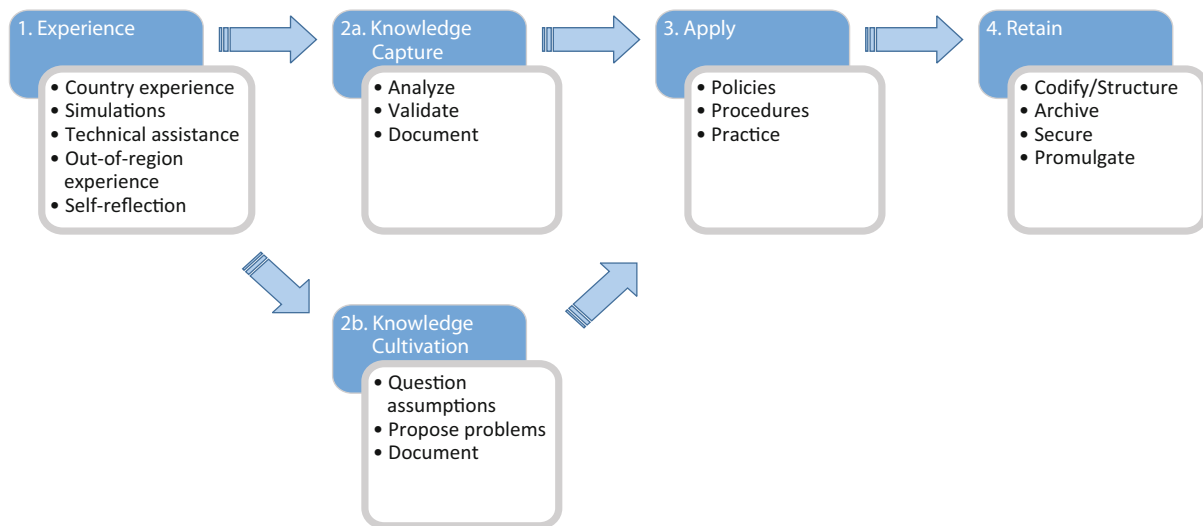 1. Experience
• Country experience
• Simulations
• Technical assistance
• Out-of-region
experience
• Self-reflection
2a. Knowledge
Capture
• Analyze
• Validate
• Document
3. Apply
• Policies
• Procedures
• Practice
4. Retain
• Codify/Structure
• Archive
• Secure
• Promulgate
2b. Knowledge
Cultivation
• Question
assumptions
• Propose problems
• Document